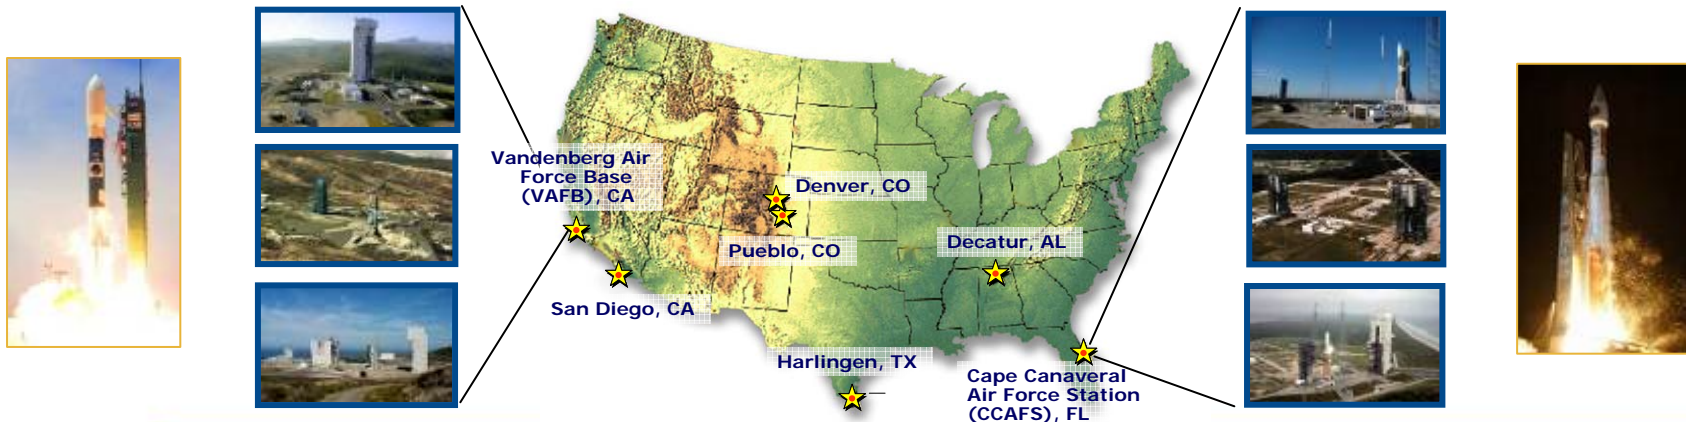 Vandenberg Air
Force Base
(VAFB), CA
Denver, CO
Pueblo, CO
Decatur, AL
San Diego, CA
Harlingen, TX
Cape Canaveral
Air Force Station
(CCAFS), FL